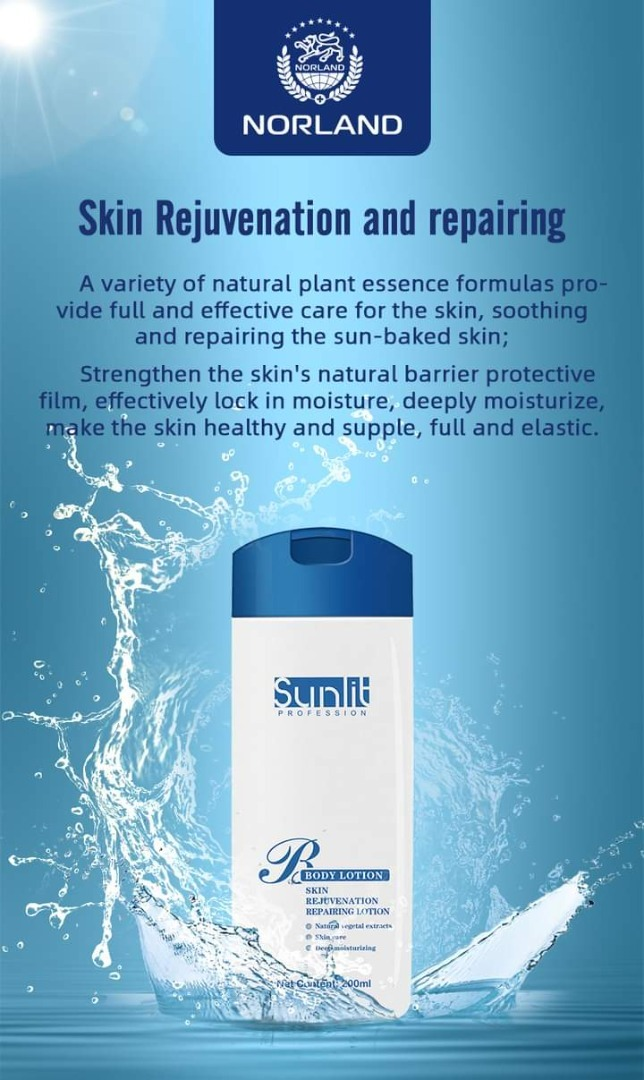 NORLAND
NORLAND
Skin Rejuvenation and repairing
A variety of natural plant essence formulas pro-
vide full and effective care for the skin, soothing
and repairing the sun-baked skin;
Strengthen the skin's natural barrier protective
film, effectively lock in moisture, deeply moisturize,
make the skin healthy and supple, full and elastic.
Sunlit
PROFESSION
R
BODY LOTION
SKIN
REJUVENATION
REPAIRING LOTION
Natural vegetal extracts
Skin care
Deep moisturizing
Net Content: 200ml